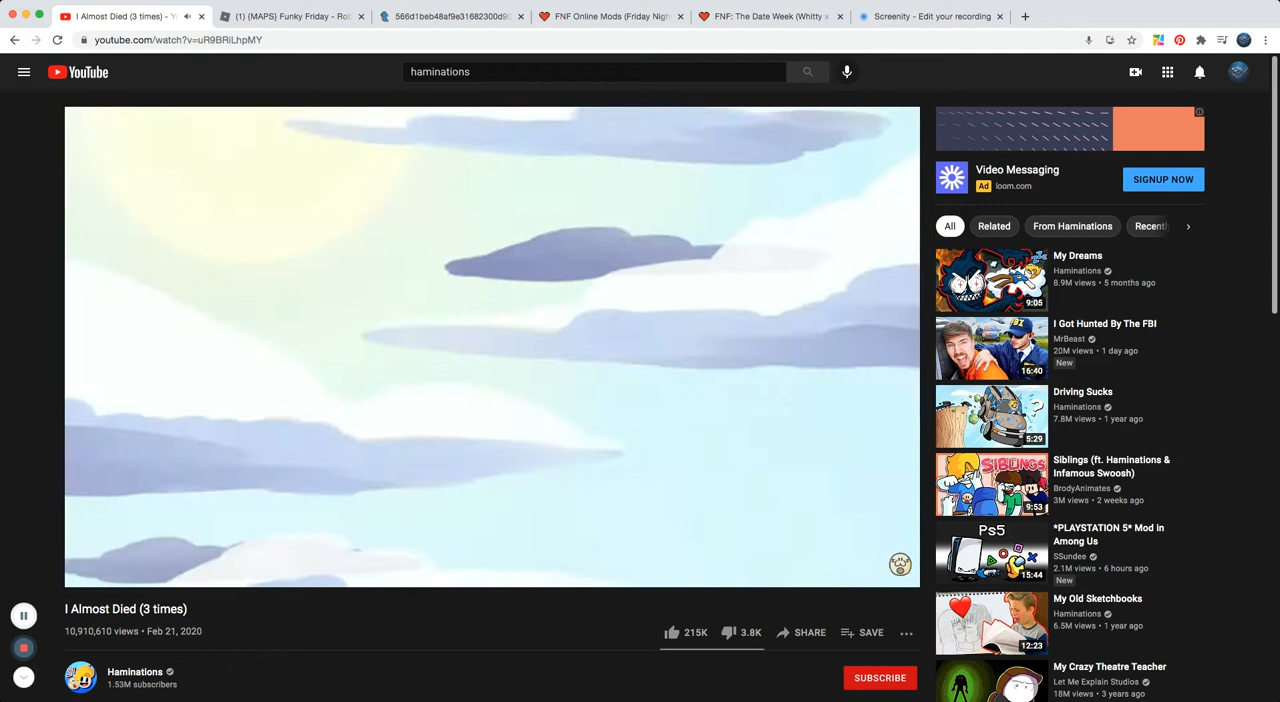 I Almost Died (3 times) - Y
(1) {MAPS} Funky Friday - Rob
566d1beb48af9e31682300d90
FNF Online Mods (Friday Nigh
FNF: The Date Week (Whitty x
Screenity - Edit your recording
youtube.com/watch?v=uR9BRiLhpMY
YouTube
haminations
Video Messaging
Ad loom.com
SIGNUP NOW
All
Related
From Haminations
Recentl
My Dreams
Haminations
8.9M views • 5 months ago
9:05
I Got Hunted By The FBI
MrBeast
20M views • 1 day ago
New
FBI
16:40
Driving Sucks
Haminations
7.8M views • 1 year ago
5:29
Siblings (ft. Haminations &
Infamous Swoosh)
BrodyAnimates
3M views • 2 weeks ago
SIBLINGS
9:53
*PLAYSTATION 5* Mod in
Among Us
SSundee
2.1M views • 6 hours ago
New
Ps5
15:44
My Old Sketchbooks
Haminations
6.5M views • 1 year ago
12:23
My Crazy Theatre Teacher
Let Me Explain Studios
18M views • 3 years ago
I Almost Died (3 times)
10,910,610 views • Feb 21, 2020
215K
3.8K
SHARE
SAVE
Haminations
1.53M subscribers
SUBSCRIBE